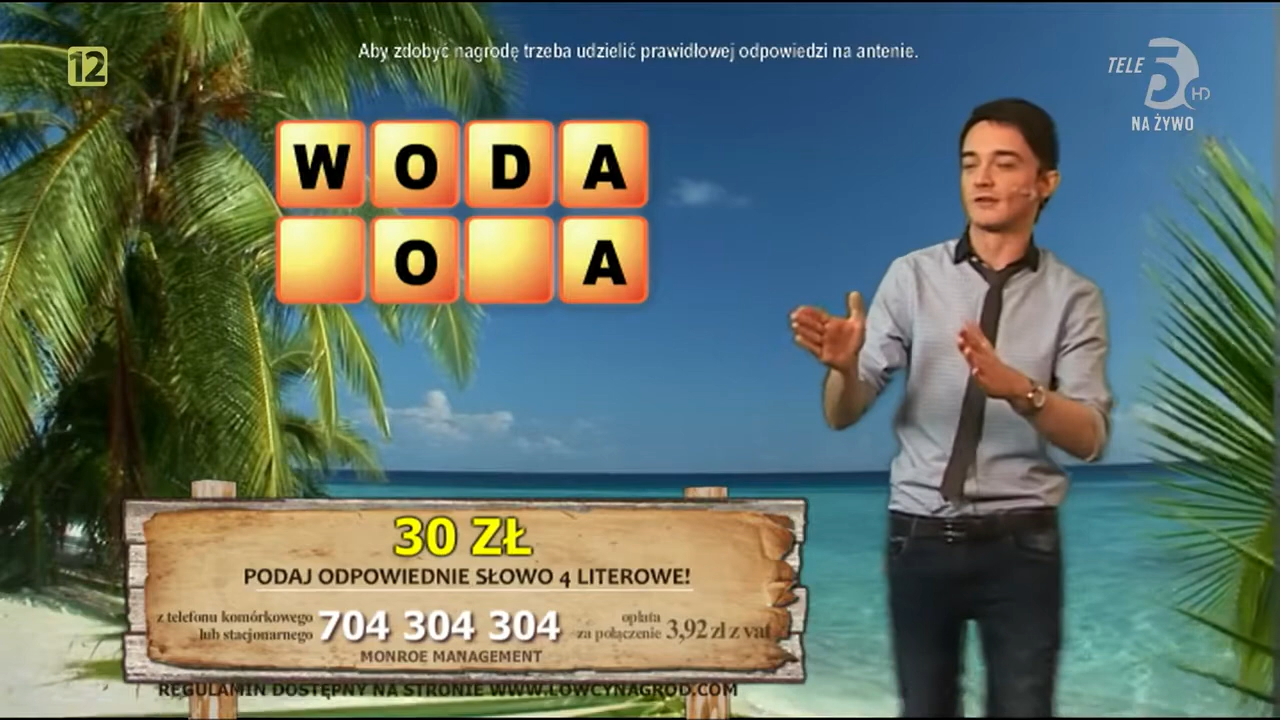 12
Aby zdobyć nagrodę trzeba udzielić prawidłowej odpowiedzi na antenie.
TELE 5 HD
NA ŻYWO
W O D A
O A
30 ZŁ
PODAJ ODPOWIEDNIE SŁOWO 4 LITEROWE!
z telefonu komórkowego
lub stacjonarnego
704 304 304
opłata
za połączenie 3,92 zł z vat
MONROE MANAGEMENT
REGULAMIN DOSTĘPNY NA STRONIE WWW.LOWCYNAGROD.COM